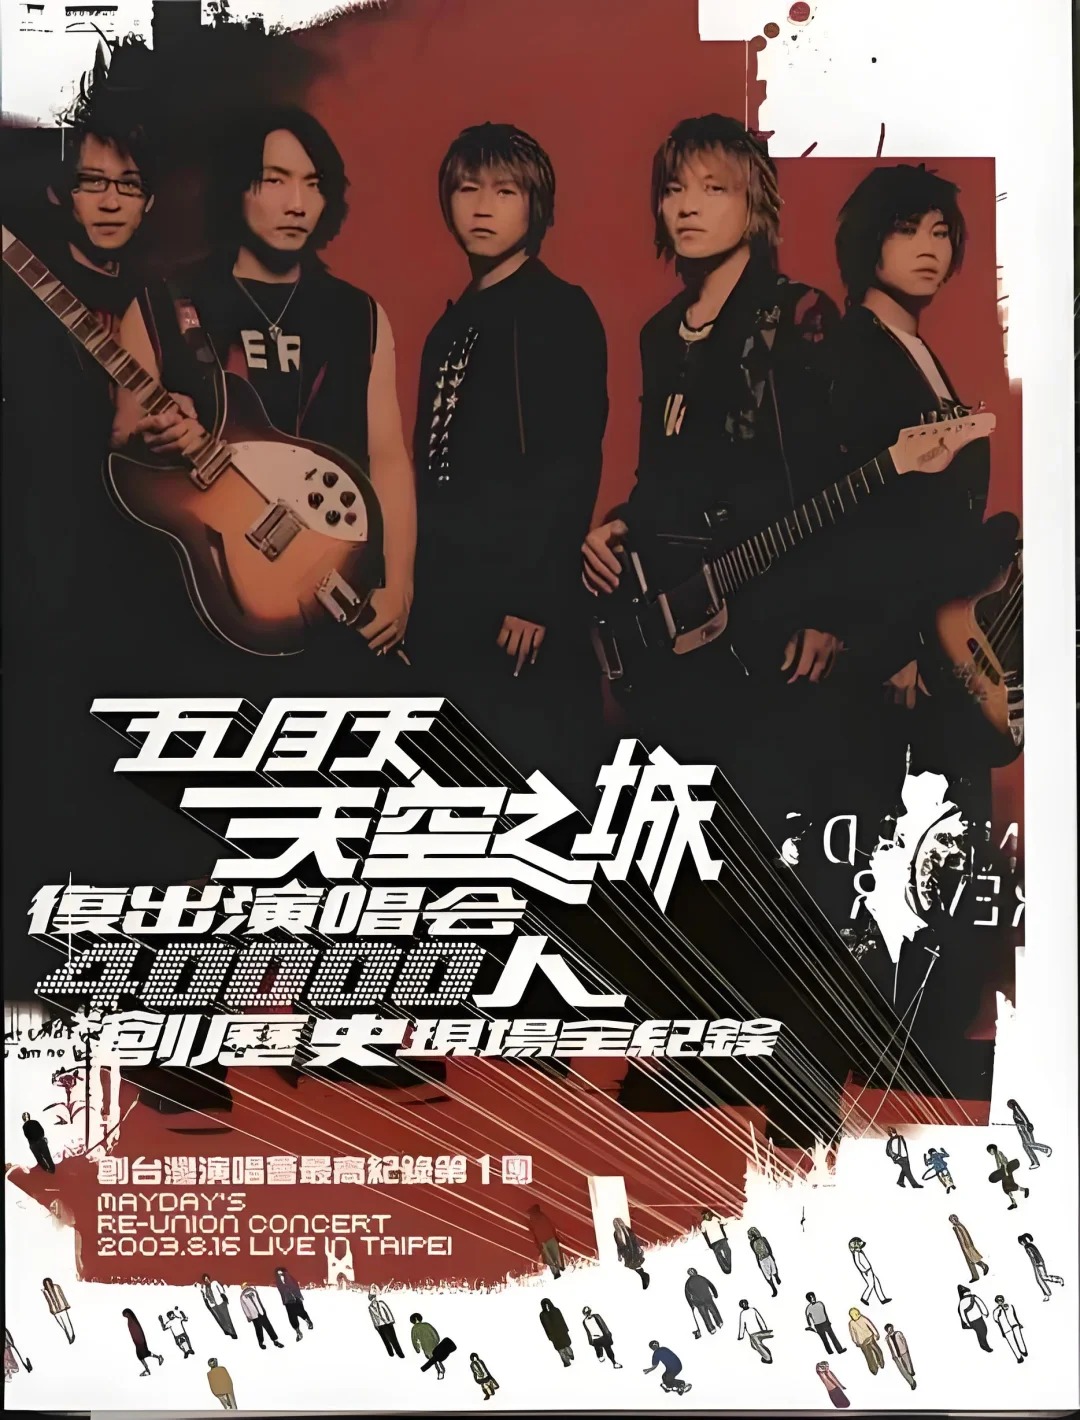 ER
五月天
天空之城
復出演唱会
40000人
創歷史現場全紀錄
創台灣演唱會最高紀錄第1團
MAYDAY'S
RE-UNION CONCERT
2003.8.16 LIVE IN TAIPEI